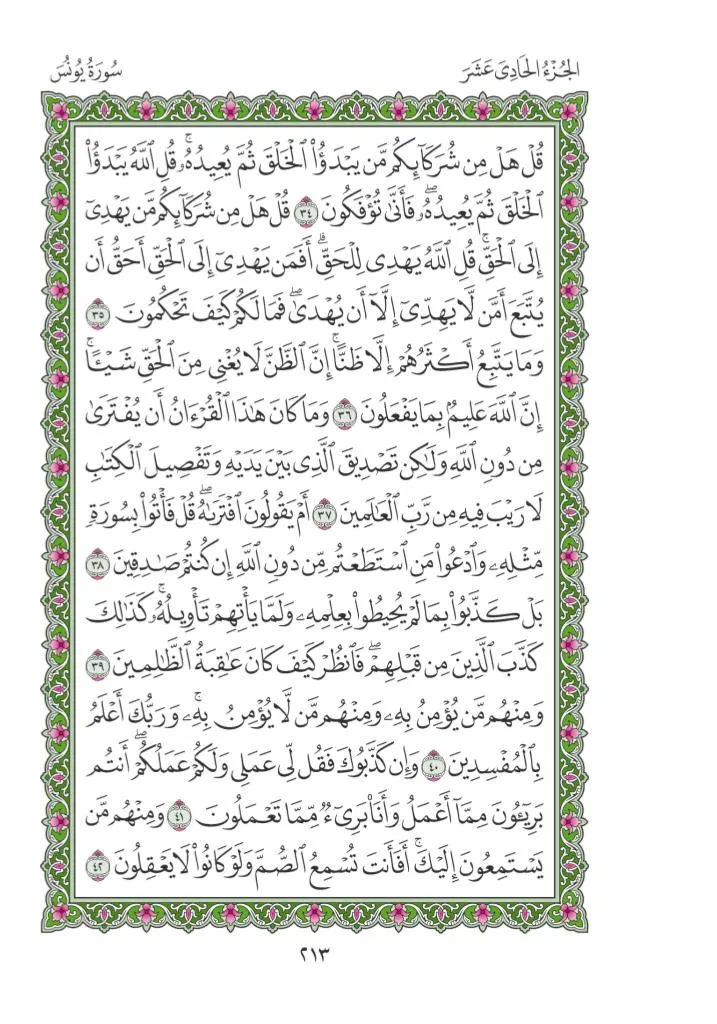 الجُزْءُ الحَادِى عَشَرَ
سُورَةُ يُونُسَ
قُلْ هَلْ مِن شُرَكَآئِكُم مَّن يَبْدَؤُا۟ ٱلْخَلْقَ ثُمَّ يُعِيدُهُۥ ۚ قُلِ ٱللَّهُ يَبْدَؤُا۟
ٱلْخَلْقَ ثُمَّ يُعِيدُهُۥ ۖ فَأَنَّىٰ تُؤْفَكُونَ ٣٤ قُلْ هَلْ مِن شُرَكَآئِكُم مَّن يَهْدِىٓ
إِلَى ٱلْحَقِّ ۚ قُلِ ٱللَّهُ يَهْدِى لِلْحَقِّ ۗ أَفَمَن يَهْدِىٓ إِلَى ٱلْحَقِّ أَحَقُّ أَن
يُتَّبَعَ أَمَّن لَّا يَهِدِّىٓ إِلَّآ أَن يُهْدَىٰ ۖ فَمَا لَكُمْ كَيْفَ تَحْكُمُونَ ٣٥
وَمَا يَتَّبِعُ أَكْثَرُهُمْ إِلَّا ظَنًّا ۚ إِنَّ ٱلظَّنَّ لَا يُغْنِى مِنَ ٱلْحَقِّ شَيْـًٔا ۚ
إِنَّ ٱللَّهَ عَلِيمٌۢ بِمَا يَفْعَلُونَ ٣٦ وَمَا كَانَ هَـٰذَا ٱلْقُرْءَانُ أَن يُفْتَرَىٰ
مِن دُونِ ٱللَّهِ وَلَـٰكِن تَصْدِيقَ ٱلَّذِى بَيْنَ يَدَيْهِ وَتَفْصِيلَ ٱلْكِتَـٰبِ
لَا رَيْبَ فِيهِ مِن رَّبِّ ٱلْعَـٰلَمِينَ ٣٧ أَمْ يَقُولُونَ ٱفْتَرَىٰهُ ۖ قُلْ فَأْتُوا۟ بِسُورَةٍ
مِّثْلِهِۦ وَٱدْعُوا۟ مَنِ ٱسْتَطَعْتُم مِّن دُونِ ٱللَّهِ إِن كُنتُمْ صَـٰدِقِينَ ٣٨
بَلْ كَذَّبُوا۟ بِمَا لَمْ يُحِيطُوا۟ بِعِلْمِهِۦ وَلَمَّا يَأْتِهِمْ تَأْوِيلُهُۥ ۚ كَذَٰلِكَ
كَذَّبَ ٱلَّذِينَ مِن قَبْلِهِمْ ۖ فَٱنظُرْ كَيْفَ كَانَ عَـٰقِبَةُ ٱلظَّـٰلِمِينَ ٣٩
وَمِنْهُم مَّن يُؤْمِنُ بِهِۦ وَمِنْهُم مَّن لَّا يُؤْمِنُ بِهِۦ ۚ وَرَبُّكَ أَعْلَمُ
بِٱلْمُفْسِدِينَ ٤٠ وَإِن كَذَّبُوكَ فَقُل لِّى عَمَلِى وَلَكُمْ عَمَلُكُمْ ۖ أَنتُم
بَرِيٓـُٔونَ مِمَّآ أَعْمَلُ وَأَنَا۠ بَرِىٓءٌ مِّمَّا تَعْمَلُونَ ٤١ وَمِنْهُم مَّن
يَسْتَمِعُونَ إِلَيْكَ ۚ أَفَأَنتَ تُسْمِعُ ٱلصُّمَّ وَلَوْ كَانُوا۟ لَا يَعْقِلُونَ ٤٢
٢١٣